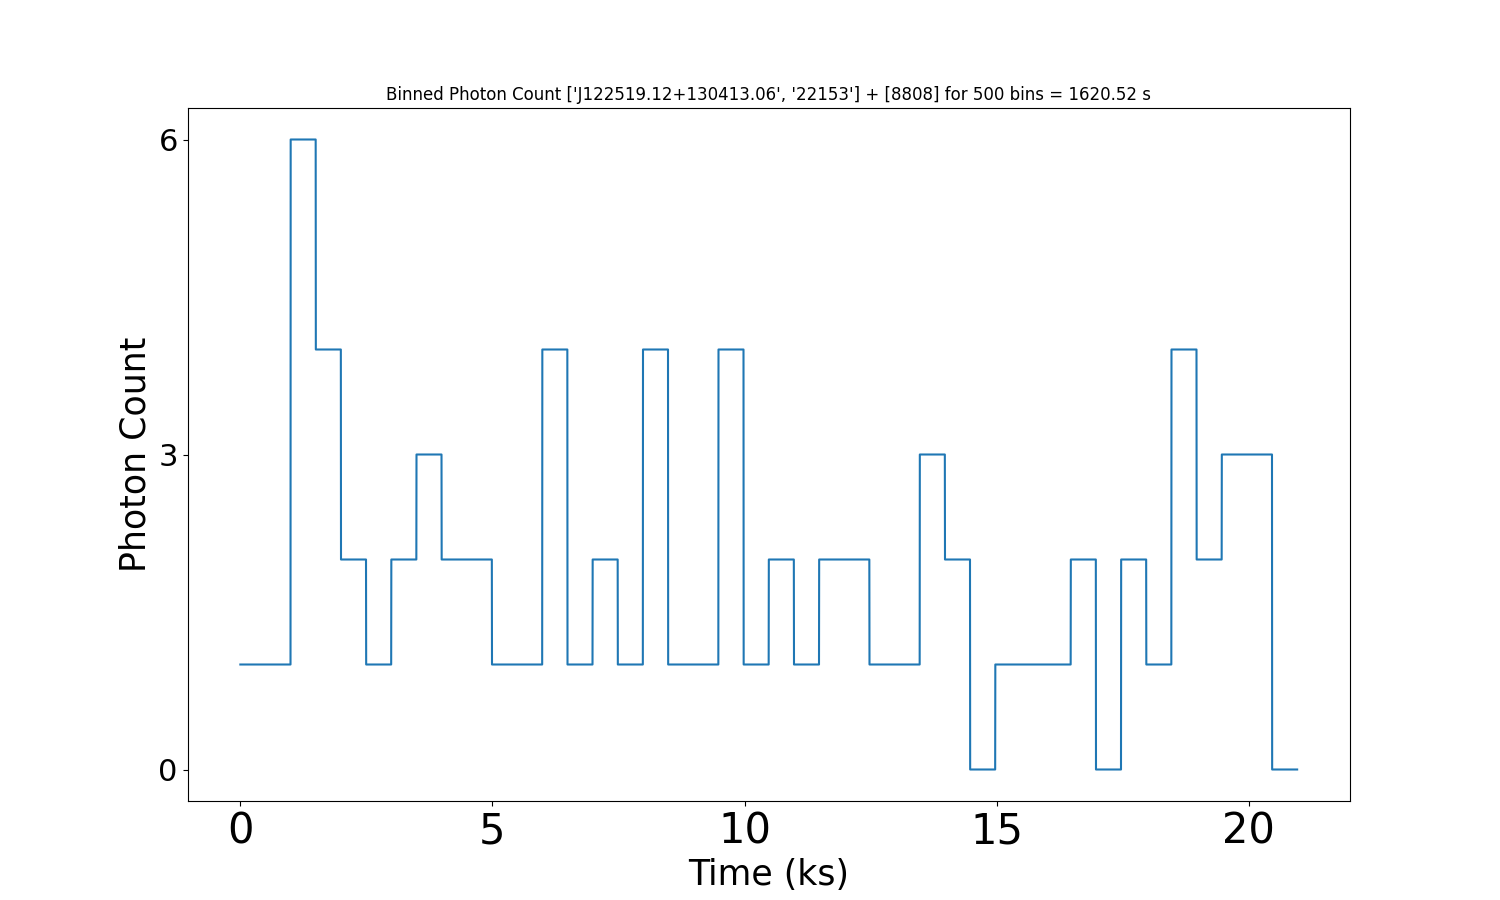 Binned Photon Count ['J122519.12+130413.06', '22153'] + [8808] for 500 bins = 1620.52 s
6
3
0
Photon Count
0 5 10 15 20
Time (ks)